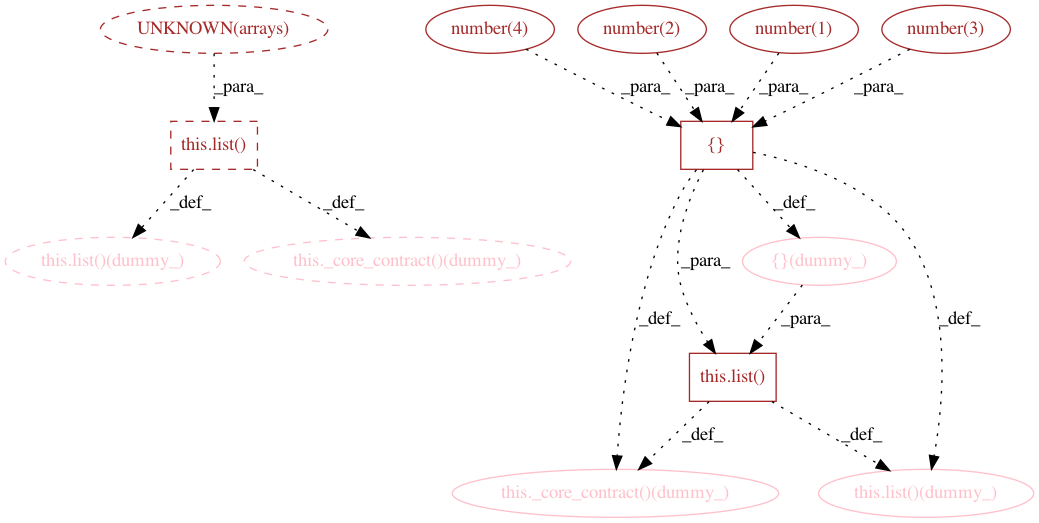 UNKNOWN(arrays)
number(4)
number(2)
number(1)
number(3)
_para_
_para_
_para_
_para_
_para_
this.list()
{}
_def_
_def_
_def_
this.list()(dummy_)
this._core_contract()(dummy_)
_para_
{}(dummy_)
_def_
_para_
_def_
this.list()
_def_
_def_
this._core_contract()(dummy_)
this.list()(dummy_)